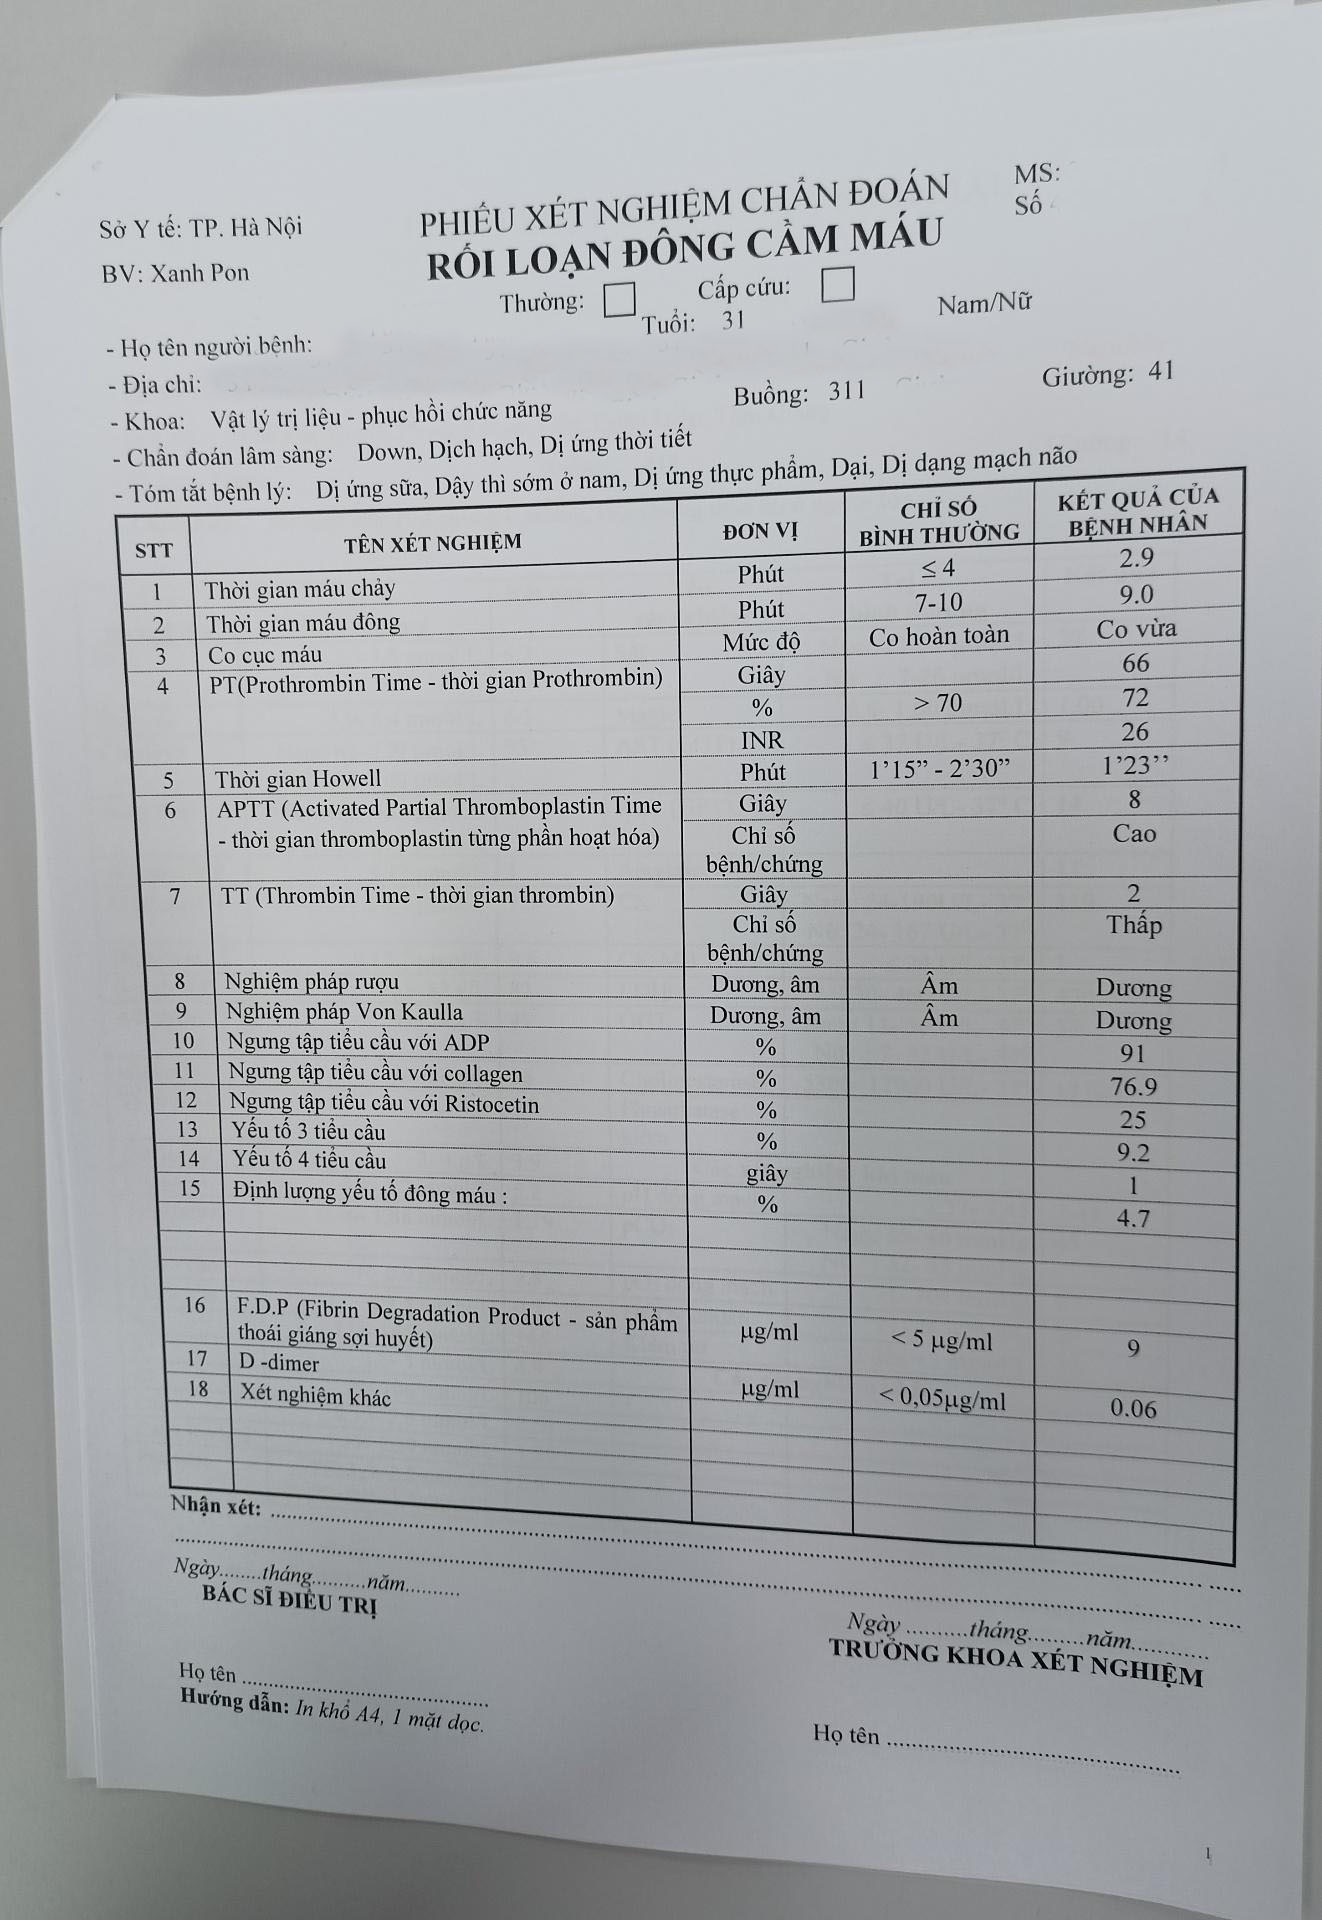 Sở Y tế: TP. Hà Nội
BV: Xanh Pon
PHIẾU XÉT NGHIỆM CHẨN ĐOÁN
RỐI LOẠN ĐÔNG CẦM MÁU
MS:
Số
Thường: Cấp cứu:
- Họ tên người bệnh: Tuổi: 31 Nam/Nữ
- Địa chỉ:
- Khoa: Vật lý trị liệu - phục hồi chức năng Buồng: 311 Giường: 41
- Chẩn đoán lâm sàng: Down, Dịch hạch, Dị ứng thời tiết
- Tóm tắt bệnh lý: Dị ứng sữa, Dậy thì sớm ở nam, Dị ứng thực phẩm, Dại, Dị dạng mạch não
STT TÊN XÉT NGHIỆM ĐƠN VỊ CHỈ SỐ BÌNH THƯỜNG KẾT QUẢ CỦA BỆNH NHÂN
1 Thời gian máu chảy Phút ≤ 4 2.9
2 Thời gian máu đông Phút 7-10 9.0
3 Co cục máu Mức độ Co hoàn toàn Co vừa
4 PT(Prothrombin Time - thời gian Prothrombin) Giây 66
% > 70 72
INR 26
5 Thời gian Howell Phút 1’15” - 2’30” 1’23’’
6 APTT (Activated Partial Thromboplastin Time Giây 8
- thời gian thromboplastin từng phần hoạt hóa) Chỉ số Cao
bệnh/chứng
7 TT (Thrombin Time - thời gian thrombin) Giây 2
Chỉ số Thấp
bệnh/chứng
8 Nghiệm pháp rượu Dương, âm Âm Dương
9 Nghiệm pháp Von Kaulla Dương, âm Âm Dương
10 Ngưng tập tiểu cầu với ADP % 91
11 Ngưng tập tiểu cầu với collagen % 76.9
12 Ngưng tập tiểu cầu với Ristocetin % 25
13 Yếu tố 3 tiểu cầu % 9.2
14 Yếu tố 4 tiểu cầu giây 1
15 Định lượng yếu tố đông máu : % 4.7
16 F.D.P (Fibrin Degradation Product - sản phẩm
thoái giáng sợi huyết) μg/ml < 5 μg/ml 9
17 D -dimer μg/ml < 0,05μg/ml 0.06
18 Xét nghiệm khác
Nhận xét: ..........
Ngày........tháng..........năm..........
BÁC SĨ ĐIỀU TRỊ
Ngày ..........tháng.........năm............
TRƯỞNG KHOA XÉT NGHIỆM
Họ tên ..........
Hướng dẫn: In khổ A4, 1 mặt dọc.
Họ tên ..........
1